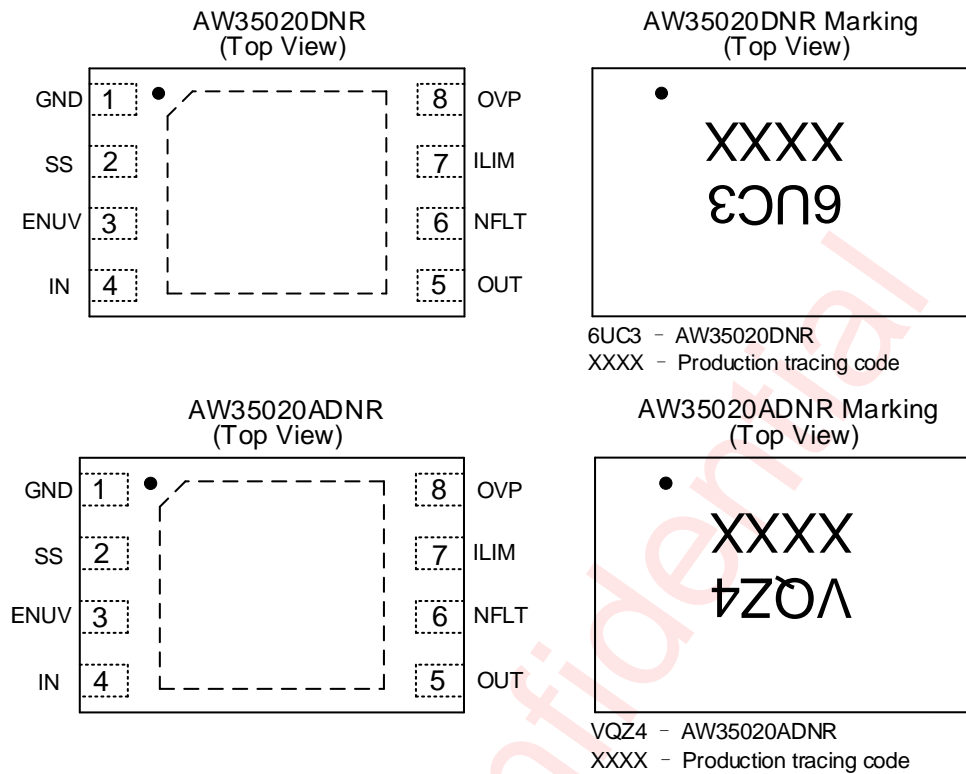 AW35020DNR
(Top View)
GND 1
SS 2
ENUV 3
IN 4
8 OVP
7 ILIM
6 NFLT
5 OUT
AW35020DNR Marking
(Top View)
XXXX
6UC3
6UC3 - AW35020DNR
XXXX - Production tracing code
AW35020ADNR
(Top View)
GND 1
SS 2
ENUV 3
IN 4
8 OVP
7 ILIM
6 NFLT
5 OUT
AW35020ADNR Marking
(Top View)
XXXX
VQZ4
VQZ4 - AW35020ADNR
XXXX - Production tracing code